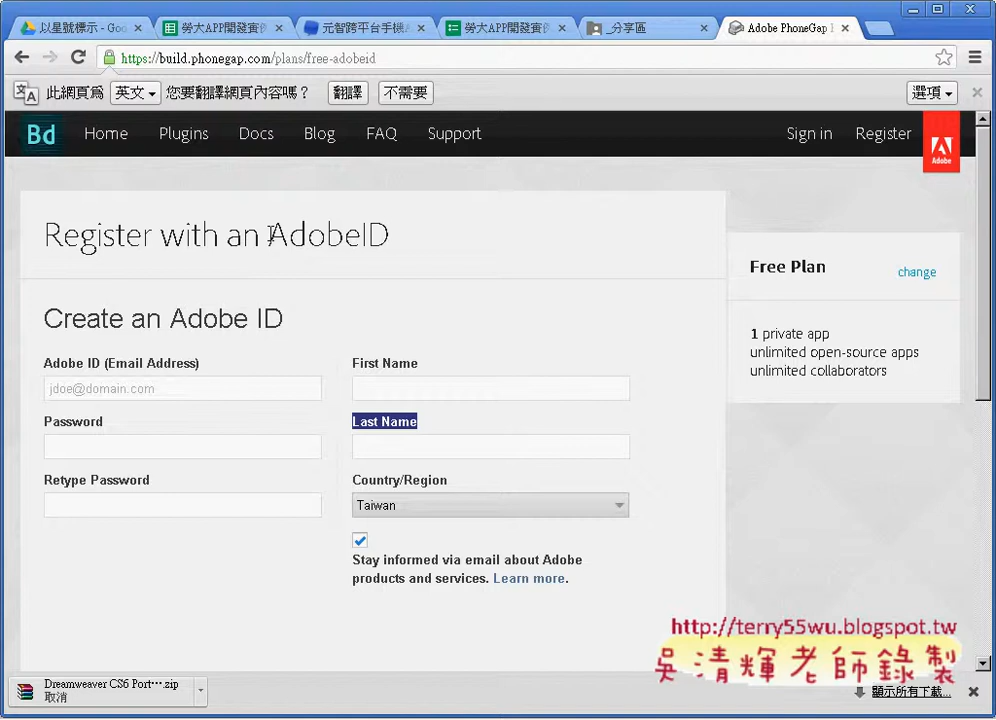 以星號標示 - Goo
勞大APP開發實例
元智跨平台手機A
勞大APP開發實例
_分享區
Adobe PhoneGap
https://build.phonegap.com/plans/free-adobeid
此網頁為 英文 您要翻譯網頁內容嗎？ 翻譯 不需要 選項
Bd Home Plugins Docs Blog FAQ Support Sign in Register
Adobe
Register with an AdobeID
Free Plan change
1 private app
unlimited open-source apps
unlimited collaborators
Create an Adobe ID
Adobe ID (Email Address) First Name
jdoe@domain.com
Password Last Name
Retype Password Country/Region
Taiwan
Stay informed via email about Adobe
products and services. Learn more.
http://terry55wu.blogspot.tw
吳清輝老師錄製
Dreamweaver CS6 Port⋯.zip
取消
顯示所有下載...